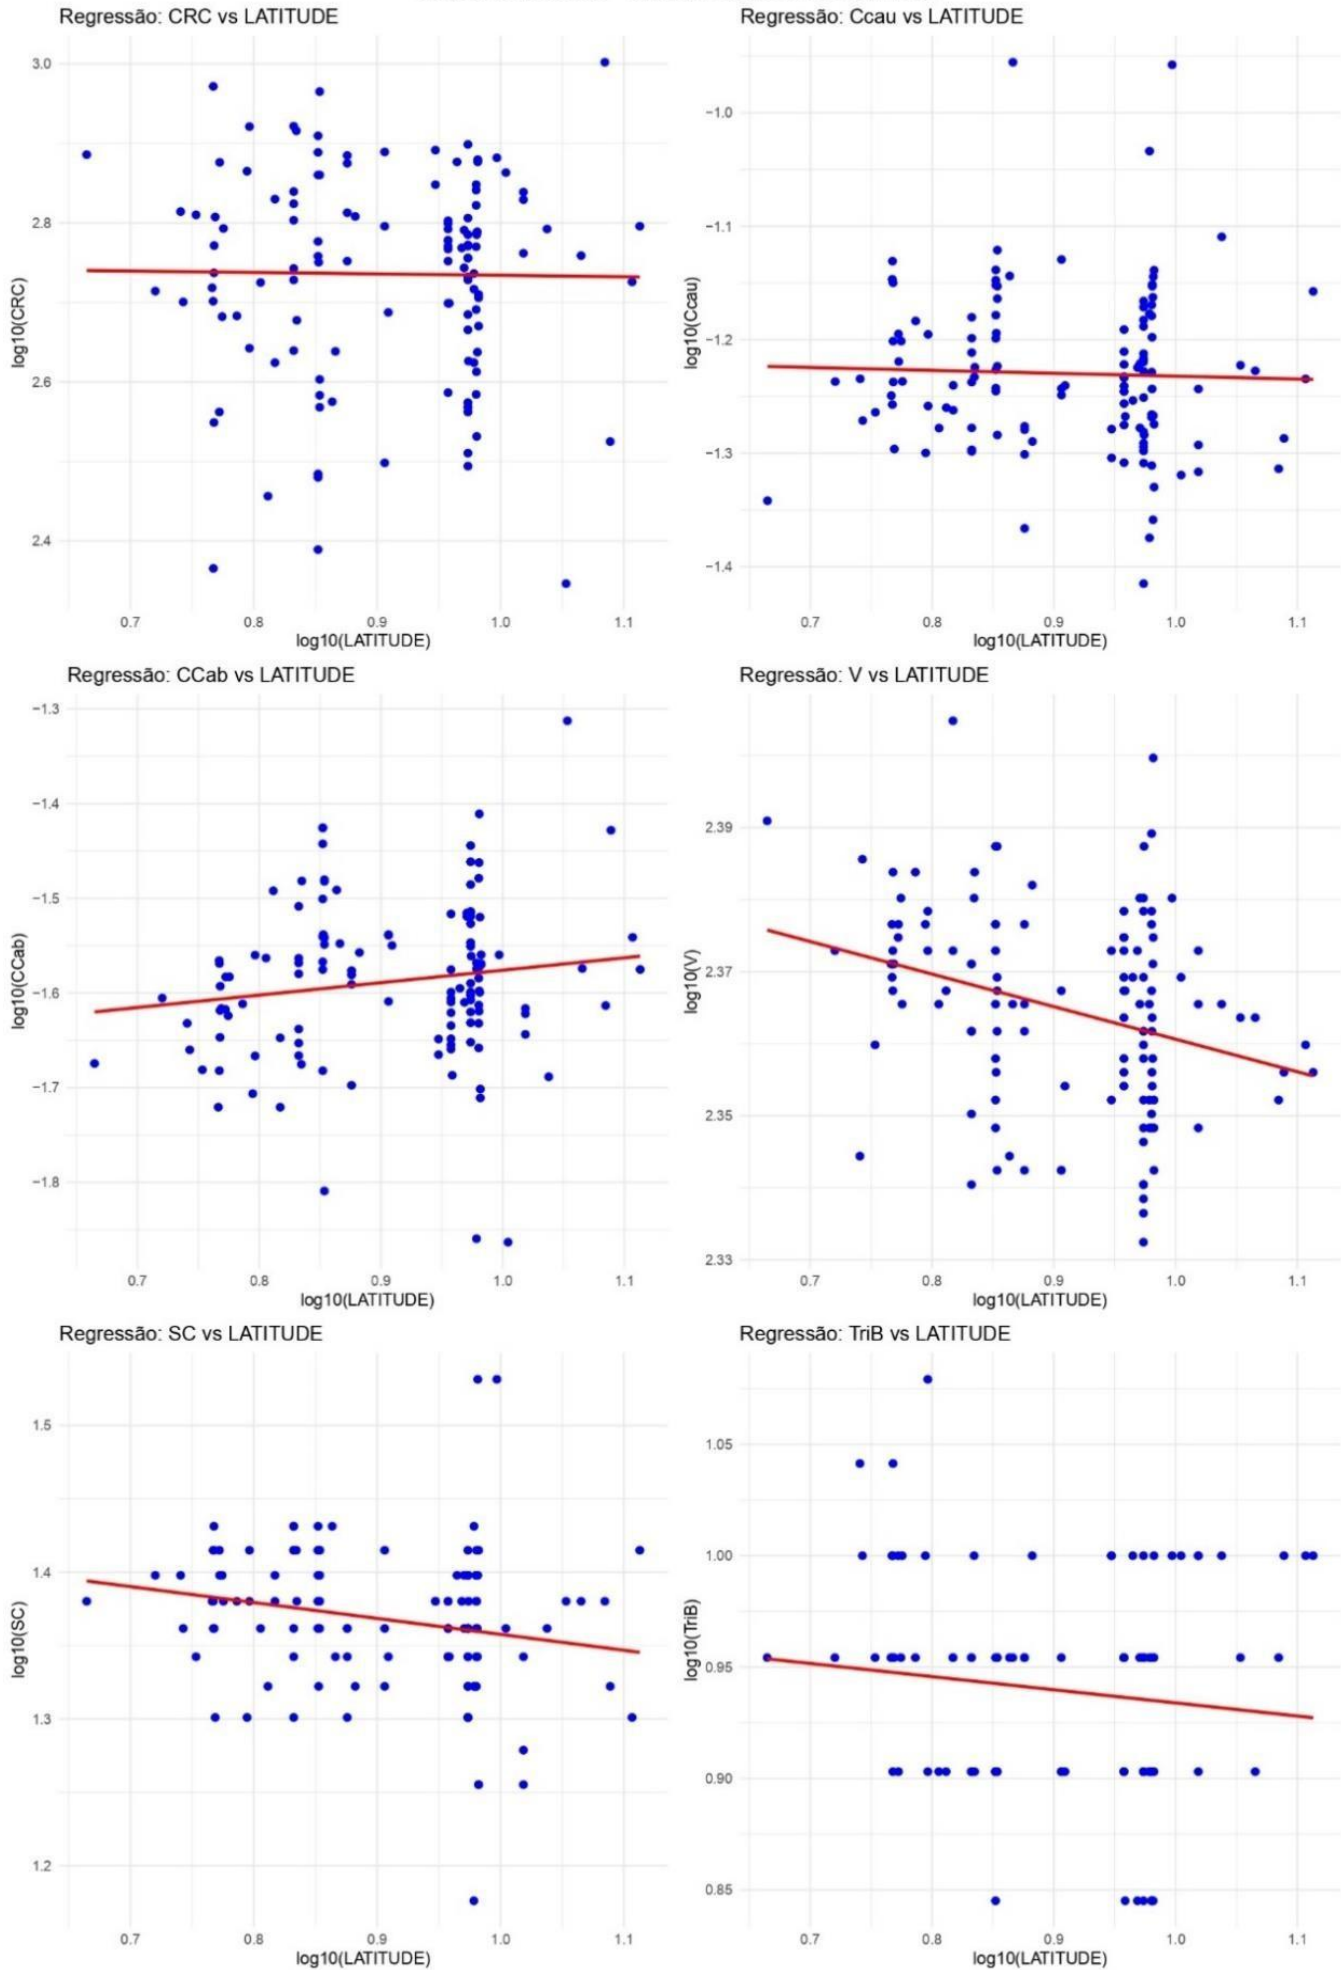 Regressão: CRC vs LATITUDE
3.0
2.8
2.6
2.4
log10(CRC)
0.7 0.8 0.9 1.0 1.1
log10(LATITUDE)
Regressão: Ccau vs LATITUDE
−1.0
−1.1
−1.2
−1.3
−1.4
log10(Ccau)
0.7 0.8 0.9 1.0 1.1
log10(LATITUDE)
Regressão: CCab vs LATITUDE
−1.3
−1.4
−1.5
−1.6
−1.7
−1.8
log10(CCab)
0.7 0.8 0.9 1.0 1.1
log10(LATITUDE)
Regressão: V vs LATITUDE
2.39
2.37
2.35
2.33
log10(V)
0.7 0.8 0.9 1.0 1.1
log10(LATITUDE)
Regressão: SC vs LATITUDE
1.5
1.4
1.3
1.2
log10(SC)
0.7 0.8 0.9 1.0 1.1
log10(LATITUDE)
Regressão: TriB vs LATITUDE
1.05
1.00
0.95
0.90
0.85
log10(TriB)
0.7 0.8 0.9 1.0 1.1
log10(LATITUDE)